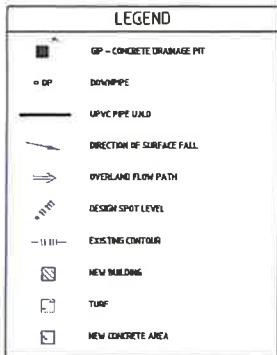 LEGEND
GP - CONCRETE DRAINAGE PIT
o DP DOWNPIPE
UPVC PIPE U.N.O
DIRECTION OF SURFACE FALL
OVERLAND FLOW PATH
DESIGN SPOT LEVEL
EXISTING CONTOUR
NEW BUILDING
TURF
NEW CONCRETE AREA